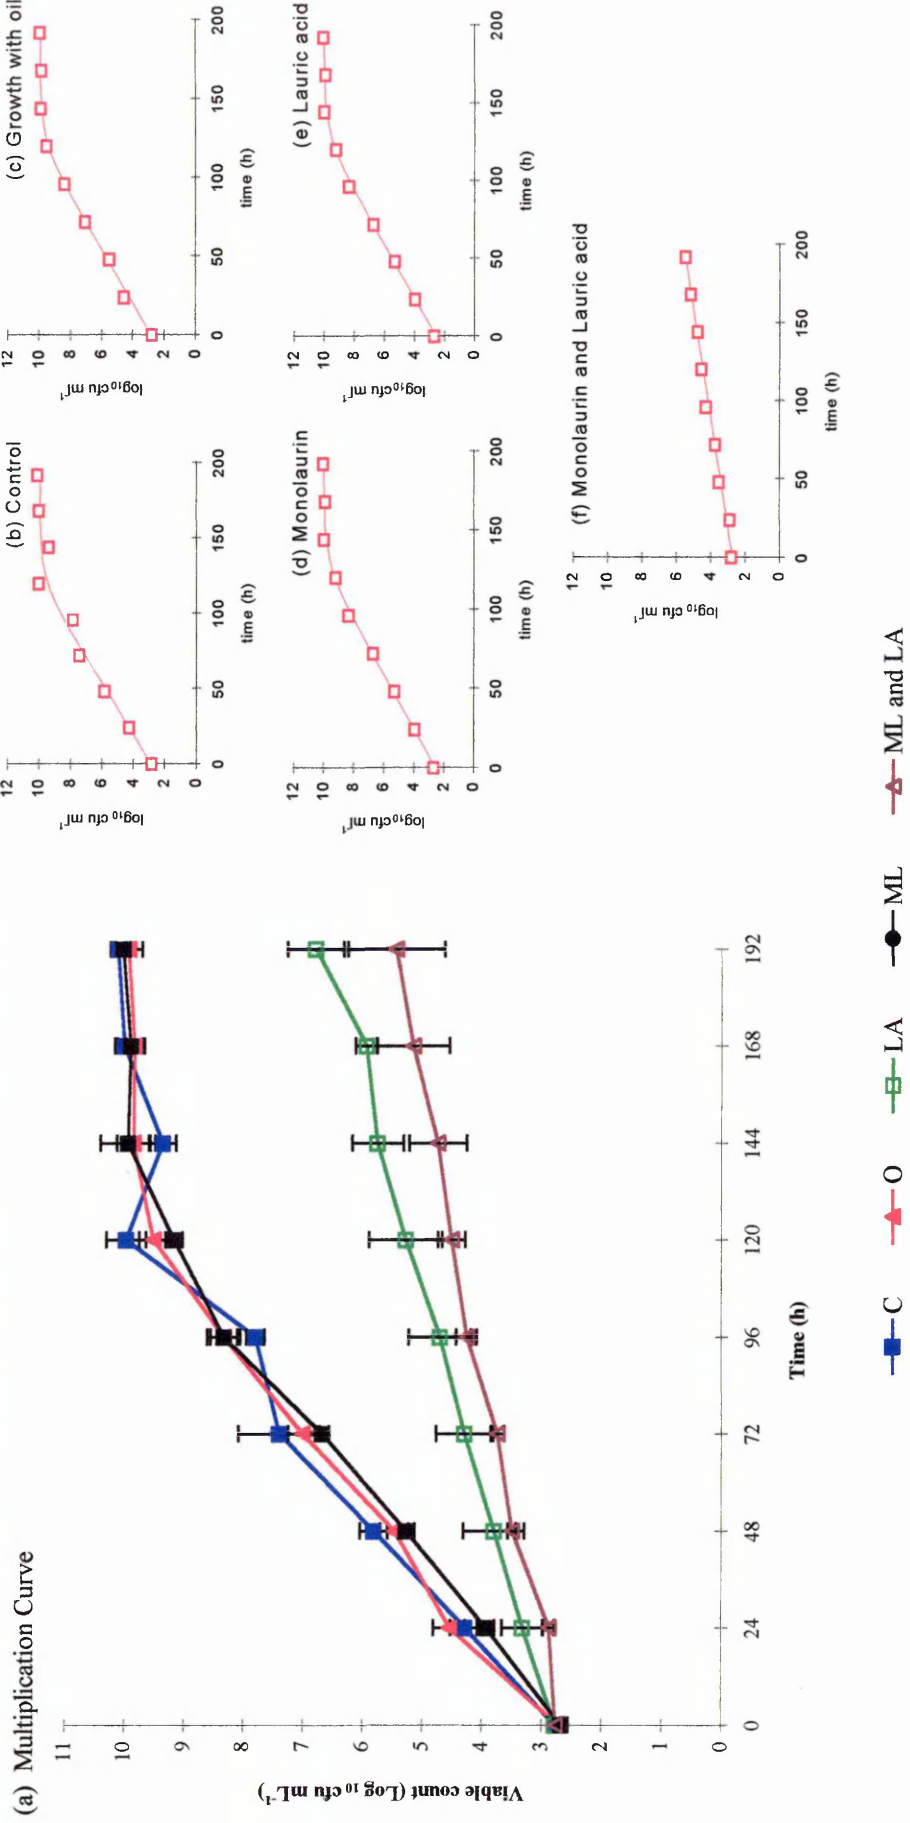 (a) Multiplication Curve
Viable count (Log 10 cfu mL-1)
11
10
9
8
7
6
5
4
3
2
1
0
0 24 48 72 96 120 144 168 192
Time (h)
C O LA ML ML and LA
(b) Control
log10 cfu ml-1
12
10
8
6
4
2
0
0 50 100 150 200
time (h)
(c) Growth with oil
log10 cfu ml-1
12
10
8
6
4
2
0
0 50 100 150 200
time (h)
(d) Monolaurin
log10 cfu ml-1
12
10
8
6
4
2
0
0 50 100 150 200
time (h)
(e) Lauric acid
log10 cfu ml-1
12
10
8
6
4
2
0
0 50 100 150 200
time (h)
(f) Monolaurin and Lauric acid
log10 cfu ml-1
12
10
8
6
4
2
0
0 50 100 150 200
time (h)